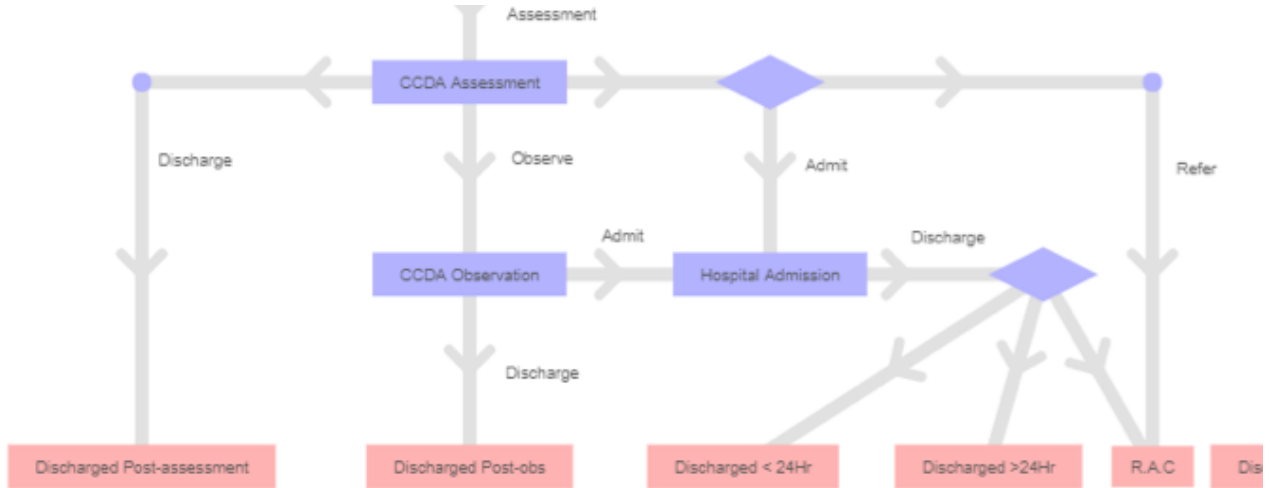 Assessment
CCDA Assessment
Discharge
Observe
Admit
Refer
Admit
Discharge
CCDA Observation
Hospital Admission
Discharge
Discharged Post-assessment
Discharged Post-obs
Discharged < 24Hr
Discharged >24Hr
R.A.C